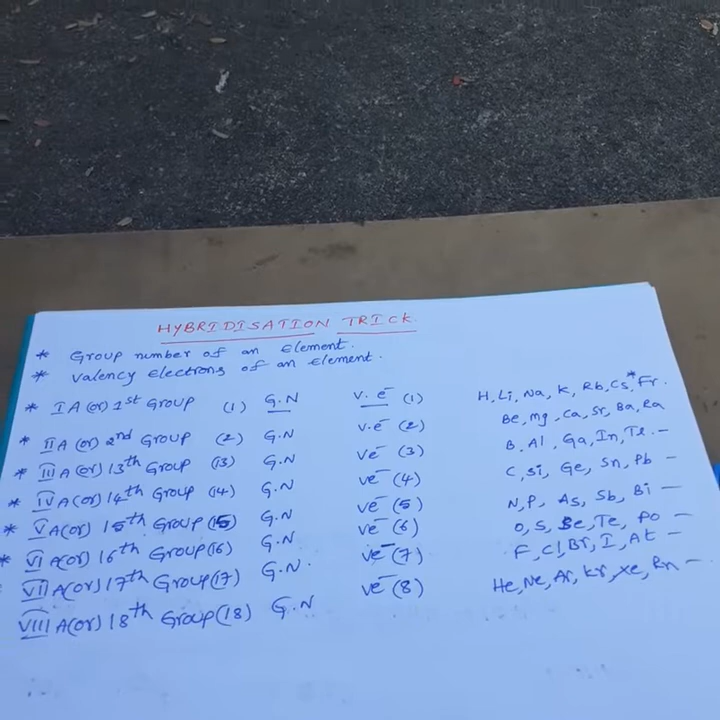 HYBRIDISATION TRICK
* Group number of an Element.
* Valency Electrons of an Element.
* IA (or) 1st Group (1) G.N V.e⁻ (1) H, Li, Na, K, Rb, Cs,* Fr.
* IIA (or) 2nd Group (2) G.N V.e⁻ (2) Be, Mg, Ca, Sr, Ba, Ra
* IIIA (or) 13th Group (13) G.N Ve⁻ (3) B, Al, Ga, In, Te. –
* IVA (or) 14th Group (14) G.N Ve⁻ (4) C, Si, Ge, Sn, Pb –
* VA (or) 15th Group (15) G.N Ve⁻ (5) N, P, As, Sb, Bi –
* VIA (or) 16th Group (16) G.N Ve⁻ (6) O, S, Se, Te, Po –
VIIA (or) 17th Group (17) G.N. Ve⁻ (7) F, Cl, Br, I, At –
VIIIA (or) 18th Group (18) G.N Ve⁻ (8) He, Ne, Ar, Kr, Xe, Rn –